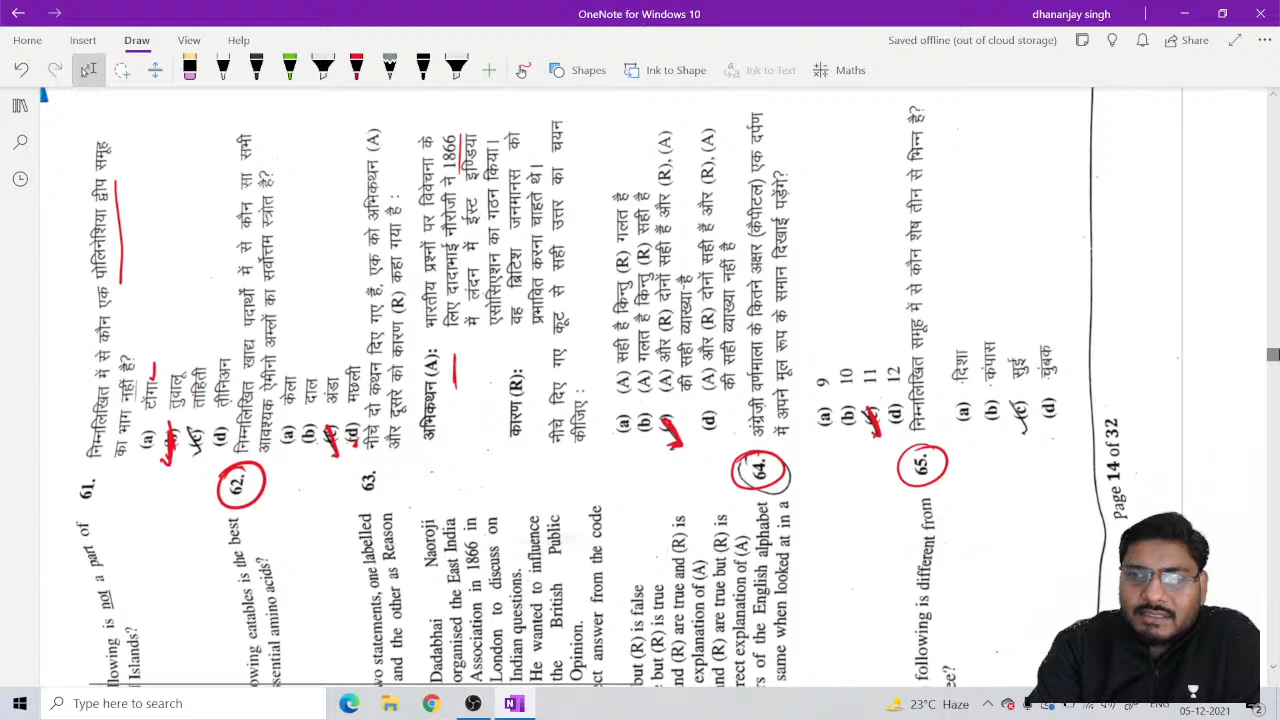 OneNote for Windows 10
dhananjay singh
Home
Insert
Draw
View
Help
Saved offline (out of cloud storage)
Share
Shapes
Ink to Shape
Ink to Text
Maths
61. निम्नलिखित में से कौन एक पोलिनेशिया द्वीप समूह
का भाग नहीं है?
(a) टोंगा
तुवालू
(c) ताहिती
(d) तीनिअन
62. निम्नलिखित खाद्य पदार्थों में से कौन सा सभी
आवश्यक ऐमीनो अम्लों का सर्वोत्तम स्त्रोत है?
(a) केला
(b) दाल
अंडा
(d) मछली
63. नीचे दो कथन दिए गए हैं, एक को अभिकथन (A)
और दूसरे को कारण (R) कहा गया है :
अभिकथन (A): भारतीय प्रश्नों पर विवेचना के
लिए दादाभाई नौरोजी ने 1866
में लंदन में ईस्ट इण्डिया
एसोसिएशन का गठन किया।
कारण (R): वह ब्रिटिश जनमानस को
प्रभावित करना चाहते थे।
नीचे दिए गए कूट से सही उत्तर का चयन
कीजिए :
(a) (A) सही है किन्तु (R) गलत है
(b) (A) गलत है किन्तु (R) सही है
(A) और (R) दोनों सही हैं और (R), (A)
की सही व्याख्या है
(d) (A) और (R) दोनों सही हैं और (R), (A)
की सही व्याख्या नहीं है
64. अंग्रेज़ी वर्णमाला के कितने अक्षर (कैपीटल) एक दर्पण
में अपने मूल रूप के समान दिखाई पड़ेंगे?
(a) 9
(b) 10
(c) 11
(d) 12
65. निम्नलिखित समूह में से कौन शेष तीन से भिन्न है?
(a) दिशा
(b) कंपास
(c) सुई
(d) चुंबक
llowing is not a part of
Islands?
owing eatables is the best
ssential amino acids?
wo statements, one labelled
and the other as Reason
Dadabhai Naoroji
organised the East India
Association in 1866 in
London to discuss on
Indian questions.
He wanted to influence
the British Public
Opinion.
ect answer from the code
but (R) is false
but (R) is true
nd (R) are true and (R) is
explanation of (A)
nd (R) are true but (R) is
rrect explanation of (A)
rs of the English alphabet
same when looked at in a
following is different from
ee?
Page 14 of 32
Type here to search
23°C Haze
ENG
05-12-2021